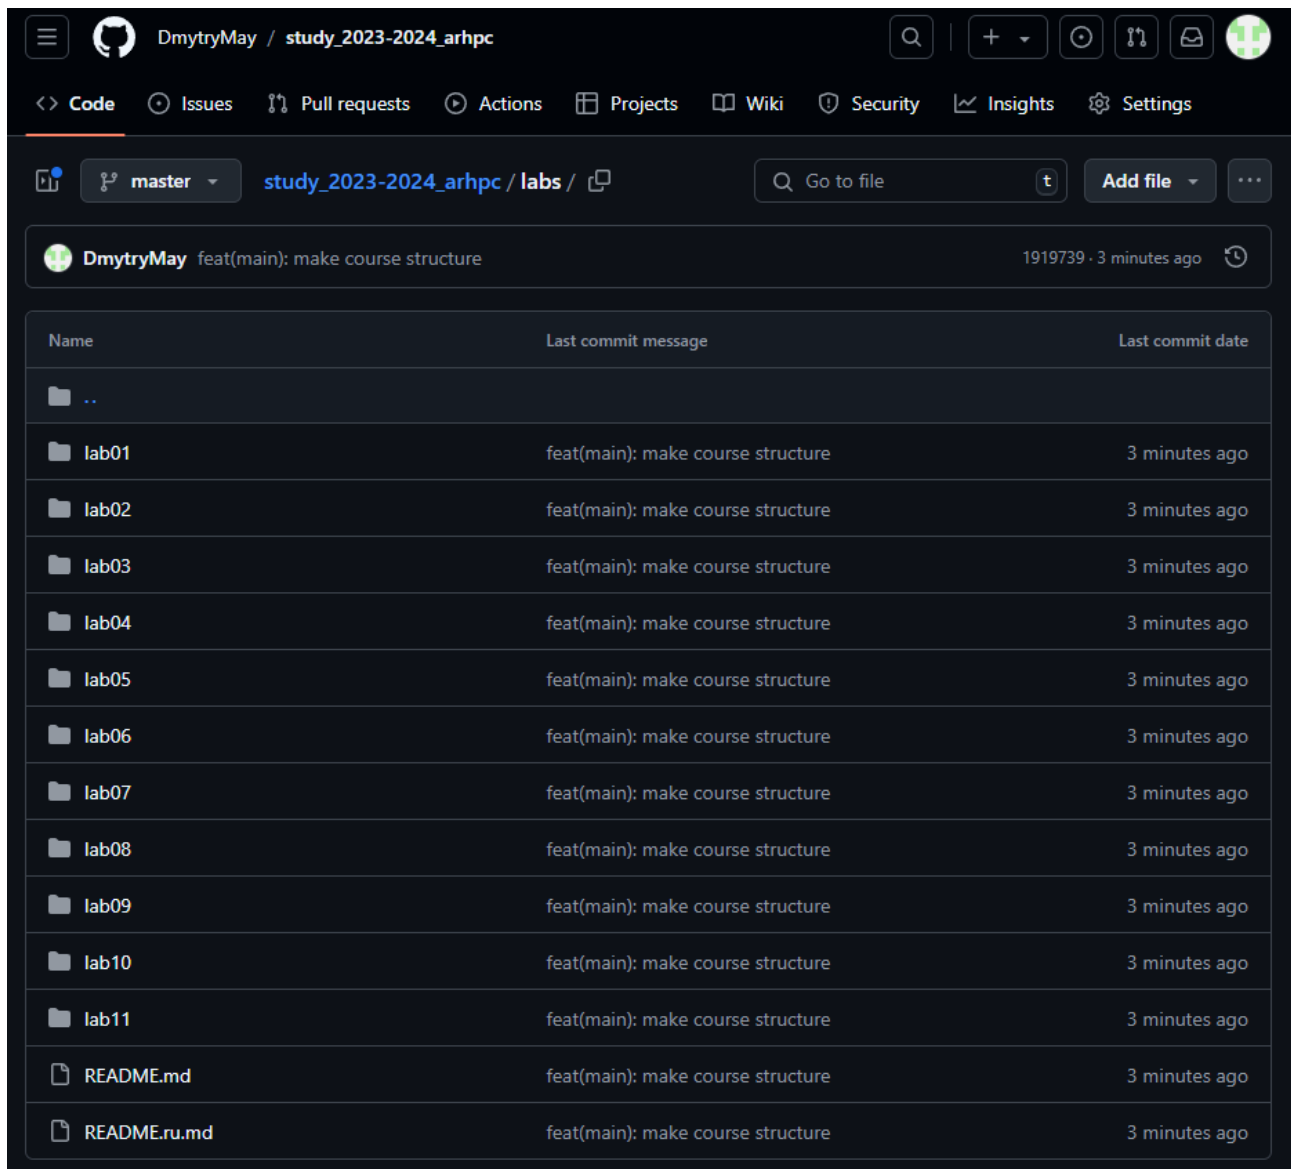 DmytryMay / study_2023-2024_arhpc
Code Issues Pull requests Actions Projects Wiki Security Insights Settings
master study_2023-2024_arhpc / labs / Go to file t Add file ...
DmytryMay feat(main): make course structure 1919739 · 3 minutes ago
Name Last commit message Last commit date
..
lab01 feat(main): make course structure 3 minutes ago
lab02 feat(main): make course structure 3 minutes ago
lab03 feat(main): make course structure 3 minutes ago
lab04 feat(main): make course structure 3 minutes ago
lab05 feat(main): make course structure 3 minutes ago
lab06 feat(main): make course structure 3 minutes ago
lab07 feat(main): make course structure 3 minutes ago
lab08 feat(main): make course structure 3 minutes ago
lab09 feat(main): make course structure 3 minutes ago
lab10 feat(main): make course structure 3 minutes ago
lab11 feat(main): make course structure 3 minutes ago
README.md feat(main): make course structure 3 minutes ago
README.ru.md feat(main): make course structure 3 minutes ago